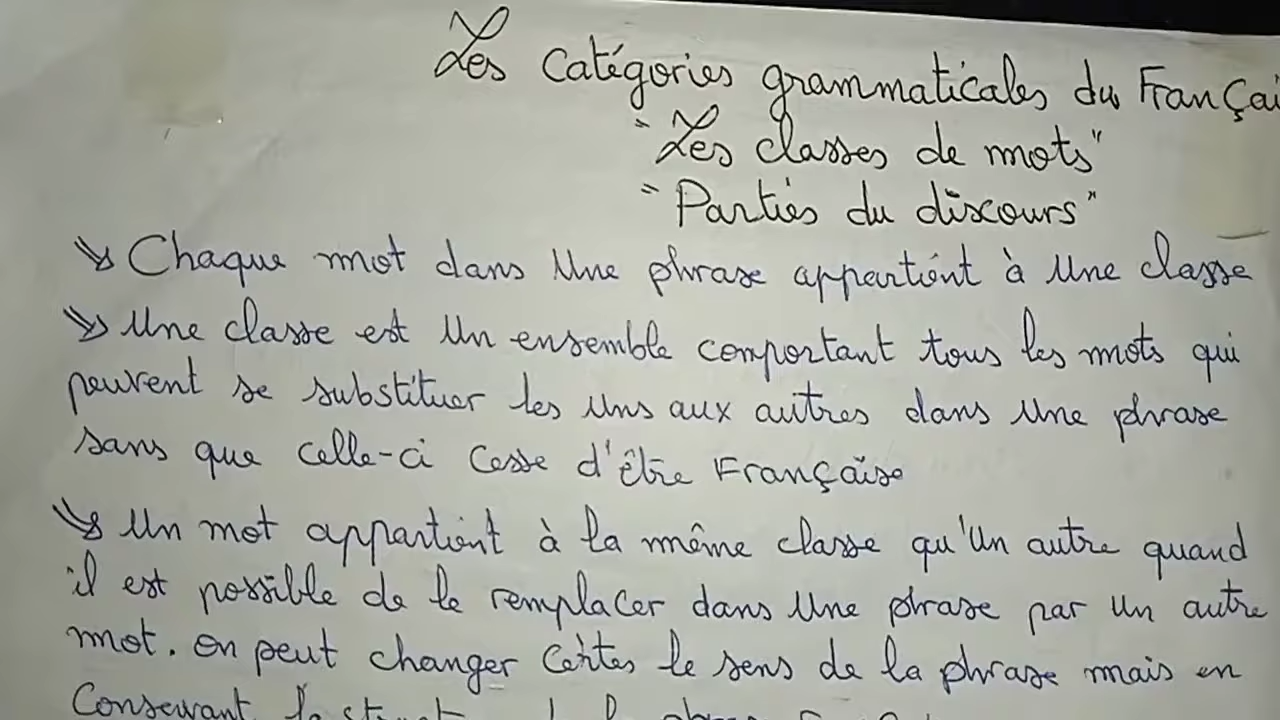 Les Catégories grammaticales du Françai
"Les classes de mots"
"Parties du discours"
Chaque mot dans une phrase appartient à une classe
Une classe est un ensemble comportant tous les mots qui
peuvent se substituer les uns aux autres dans une phrase
sans que celle-ci cesse d'être Française
Un mot appartient à la même classe qu'un autre quand
il est possible de le remplacer dans une phrase par un autre
mot. on peut changer certes le sens de la phrase mais en
Conservant